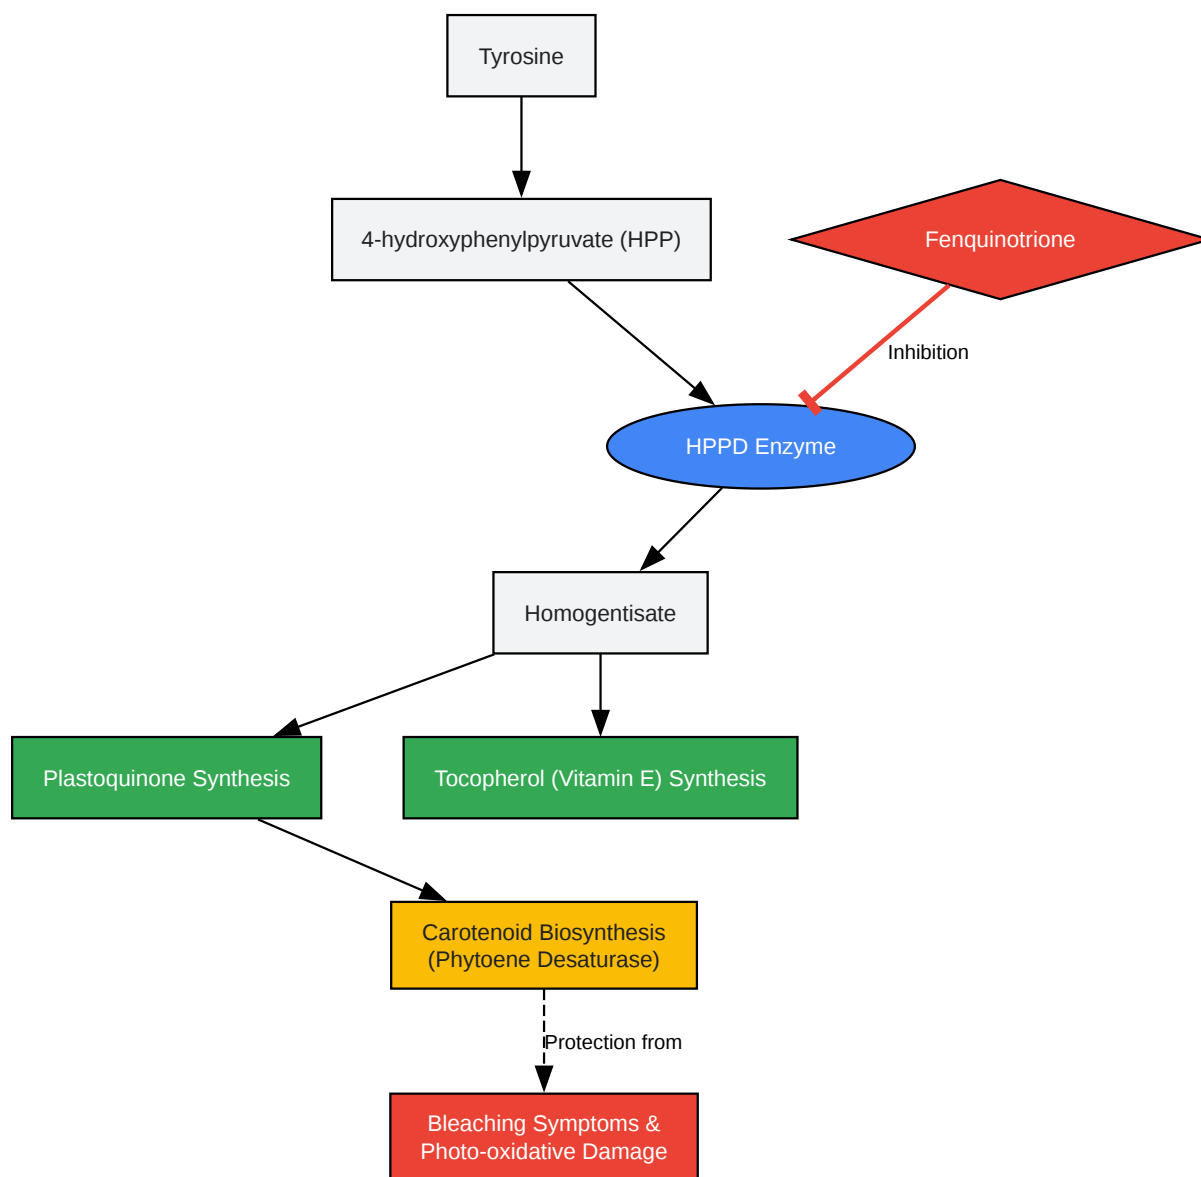 Tyrosine
4-hydroxyphenylpyruvate (HPP)
Fenquinotrione
Inhibition
HPPD Enzyme
Homogentisate
Plastoquinone Synthesis
Tocopherol (Vitamin E) Synthesis
Carotenoid Biosynthesis
(Phytoene Desaturase)
Protection from
Bleaching Symptoms &
Photo-oxidative Damage